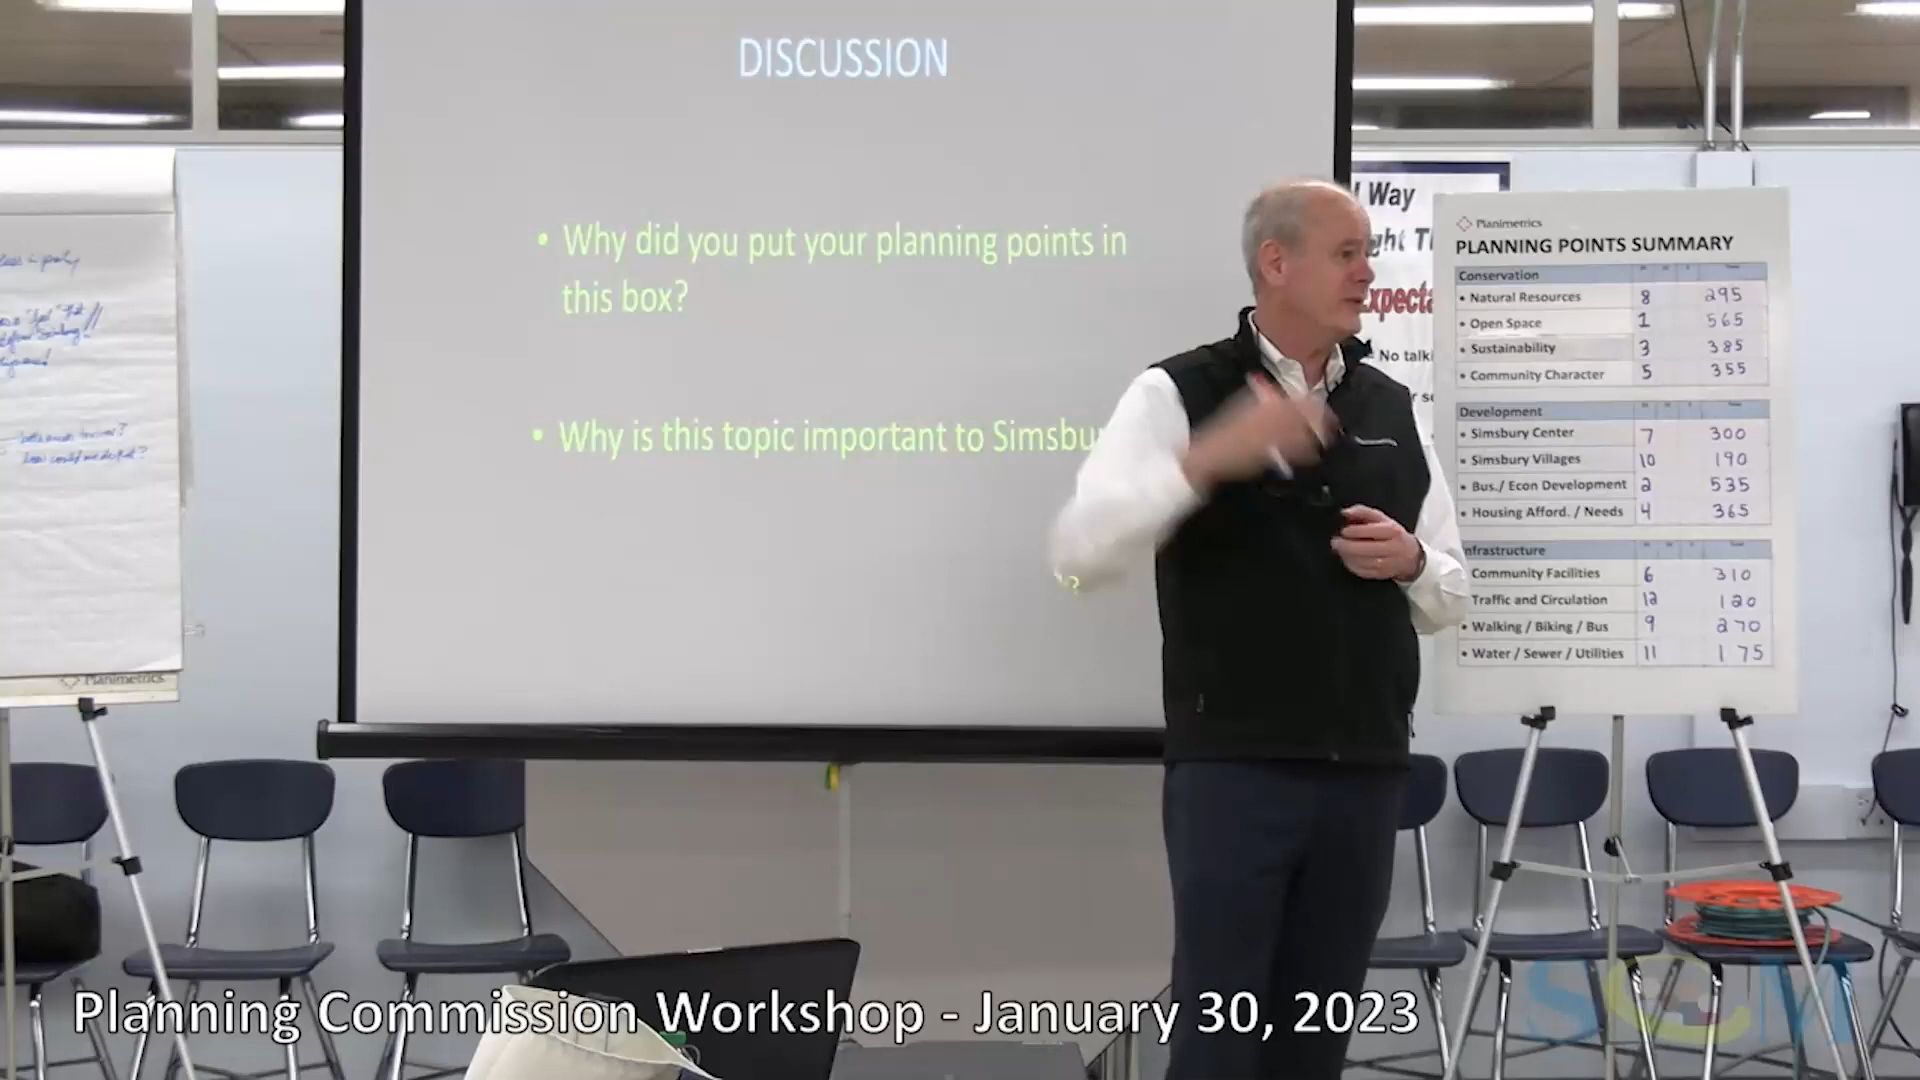 DISCUSSION
• Why did you put your planning points in
this box?
• Why is this topic important to Simsbu
l Way
ght T
Expecta
No talki
r se
Planimetrics
PLANNING POINTS SUMMARY
Conservation
• Natural Resources 8 295
• Open Space 1 565
• Sustainability 3 385
• Community Character 5 355
Development
• Simsbury Center 7 300
• Simsbury Villages 10 190
• Bus./ Econ Development 2 535
• Housing Afford. / Needs 4 365
nfrastructure
Community Facilities 6 310
Traffic and Circulation 12 120
• Walking / Biking / Bus 9 270
• Water / Sewer / Utilities 11 175
Planimetrics
Planning Commission Workshop - January 30, 2023
SCM